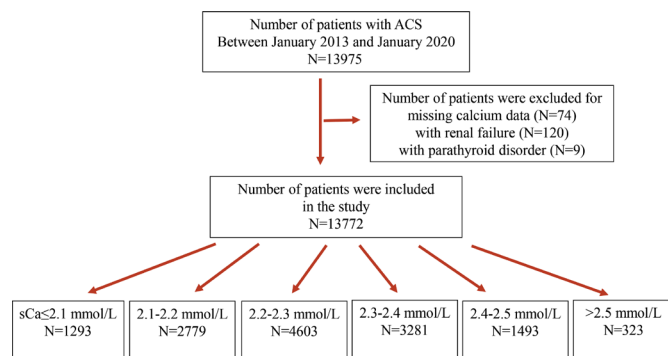 Number of patients with ACS
Between January 2013 and January 2020
N=13975
Number of patients were excluded for
missing calcium data (N=74)
with renal failure (N=120)
with parathyroid disorder (N=9)
Number of patients were included
in the study
N=13772
sCa≤2.1 mmol/L
N=1293
2.1-2.2 mmol/L
N=2779
2.2-2.3 mmol/L
N=4603
2.3-2.4 mmol/L
N=3281
2.4-2.5 mmol/L
N=1493
>2.5 mmol/L
N=323